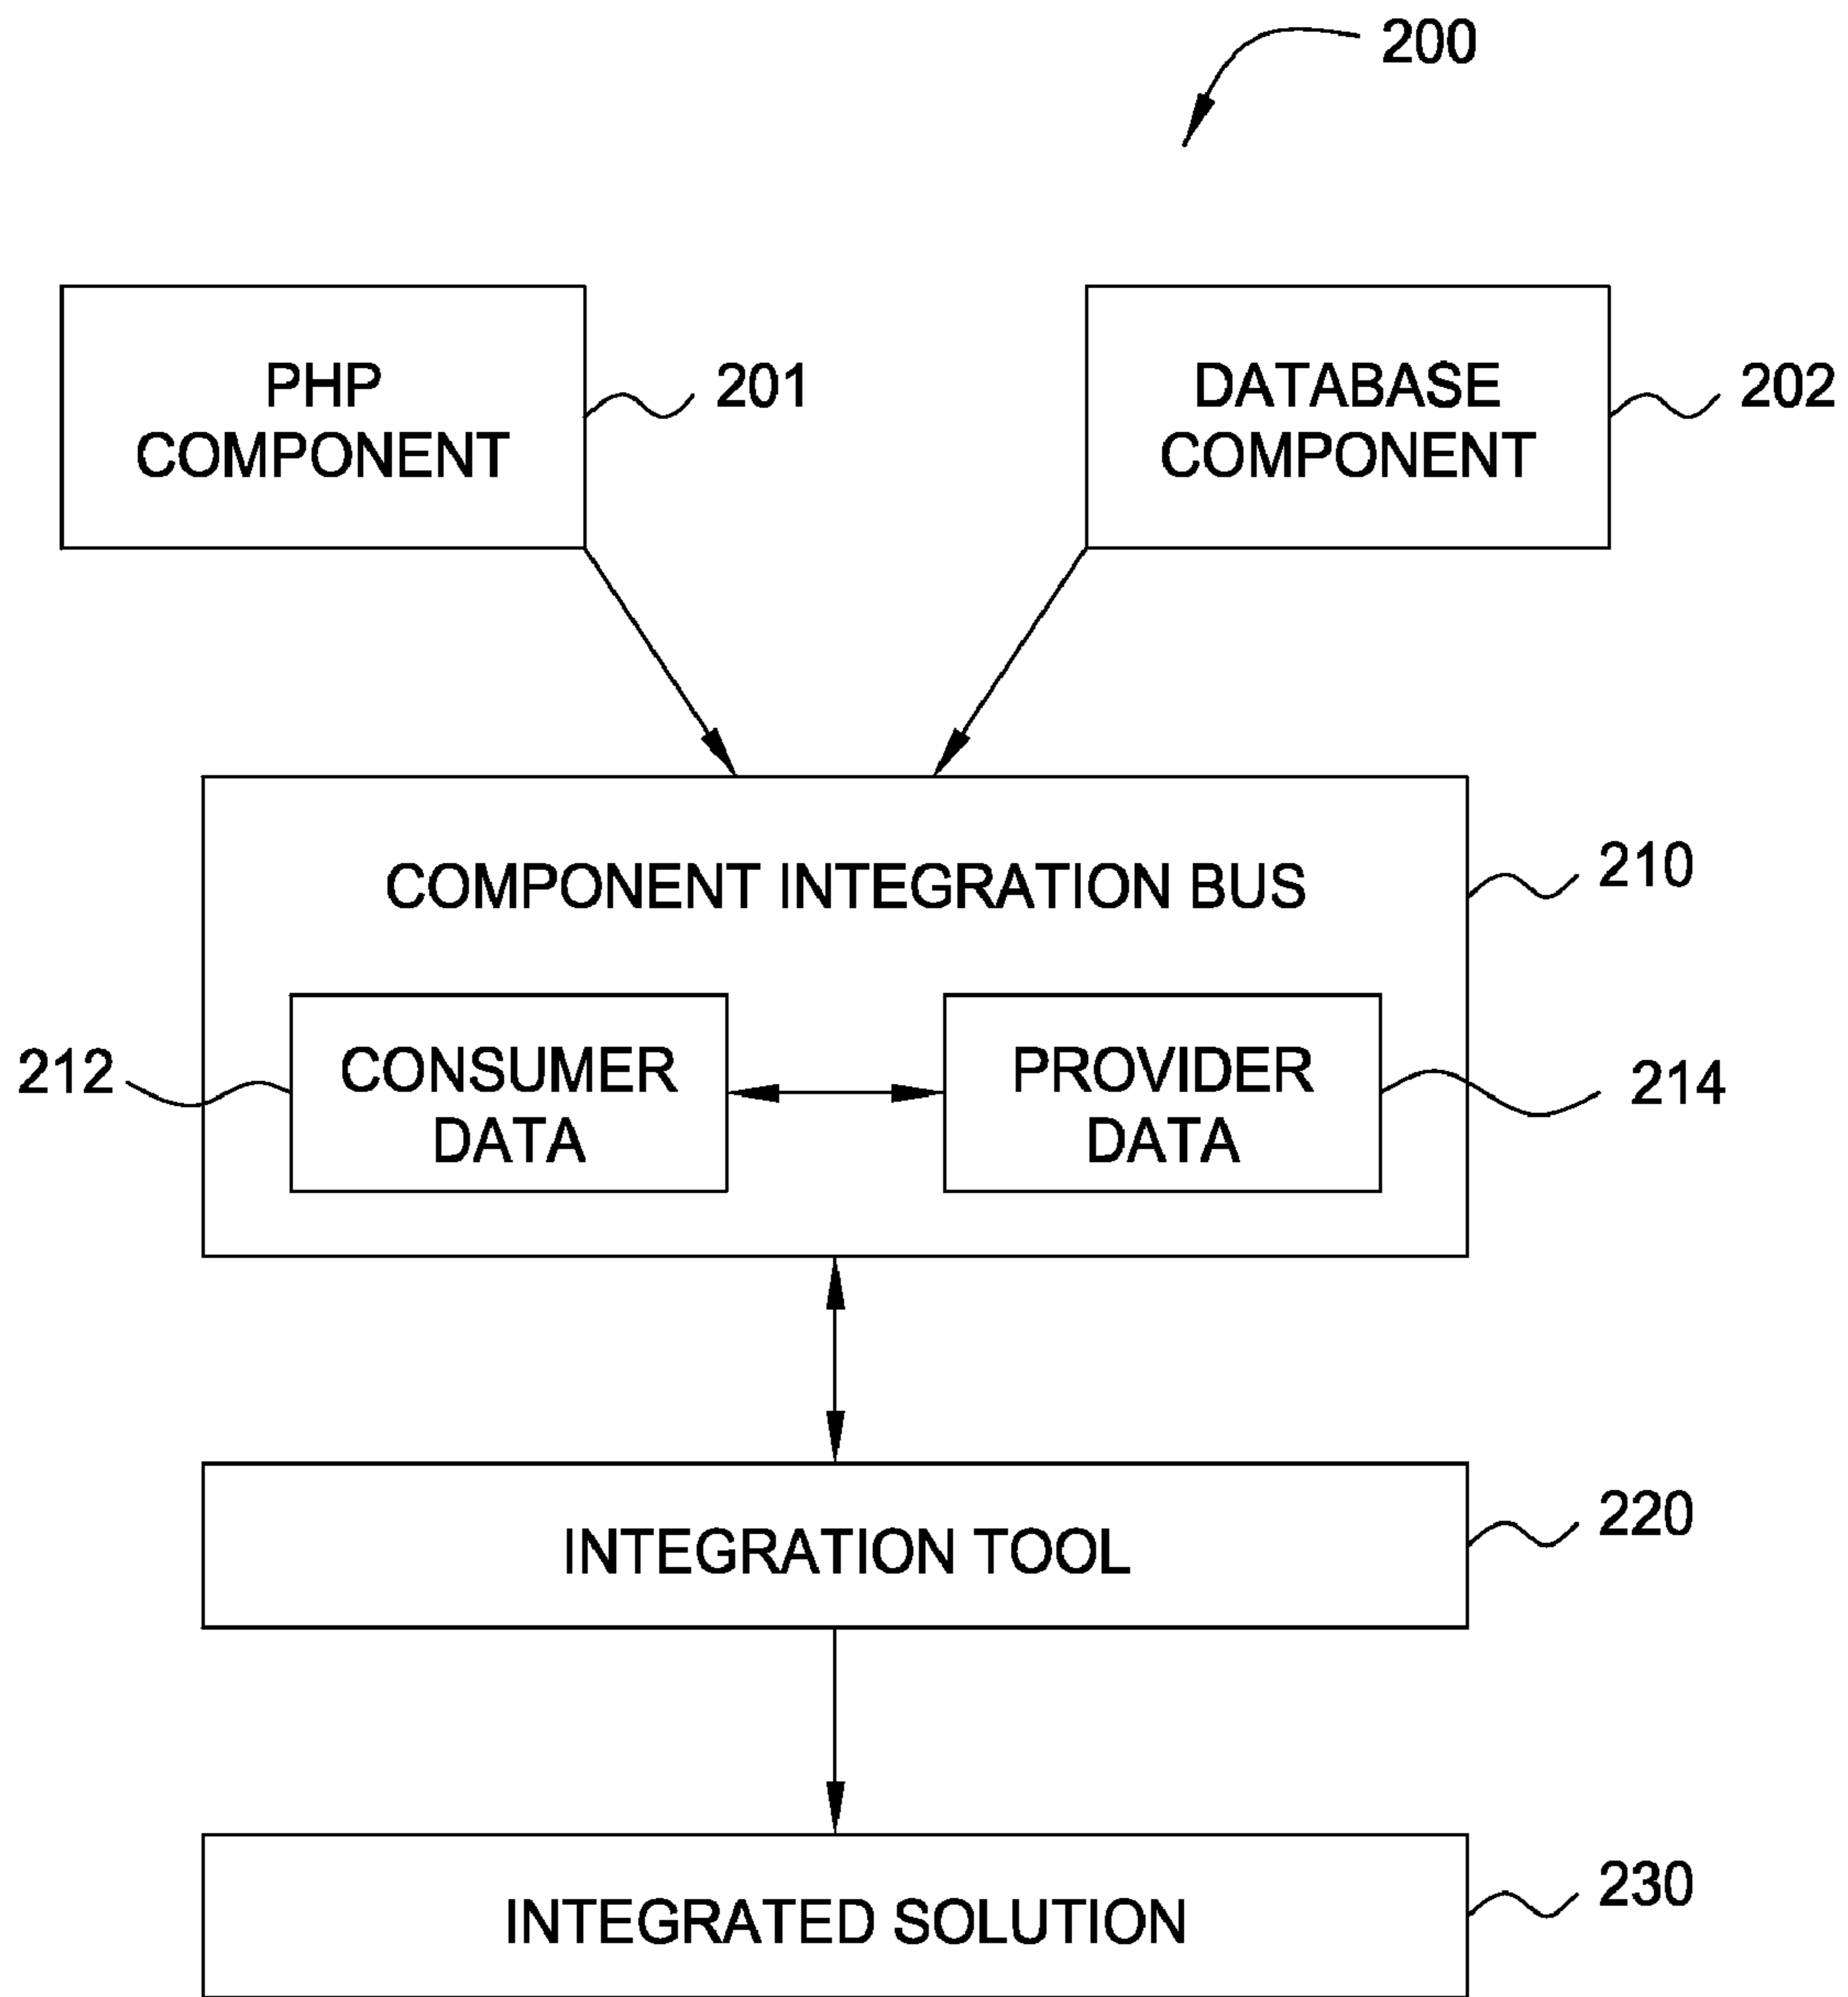 200
PHP
COMPONENT
201
DATABASE
COMPONENT
202
COMPONENT INTEGRATION BUS
210
212
CONSUMER
DATA
PROVIDER
DATA
214
INTEGRATION TOOL
220
INTEGRATED SOLUTION
230